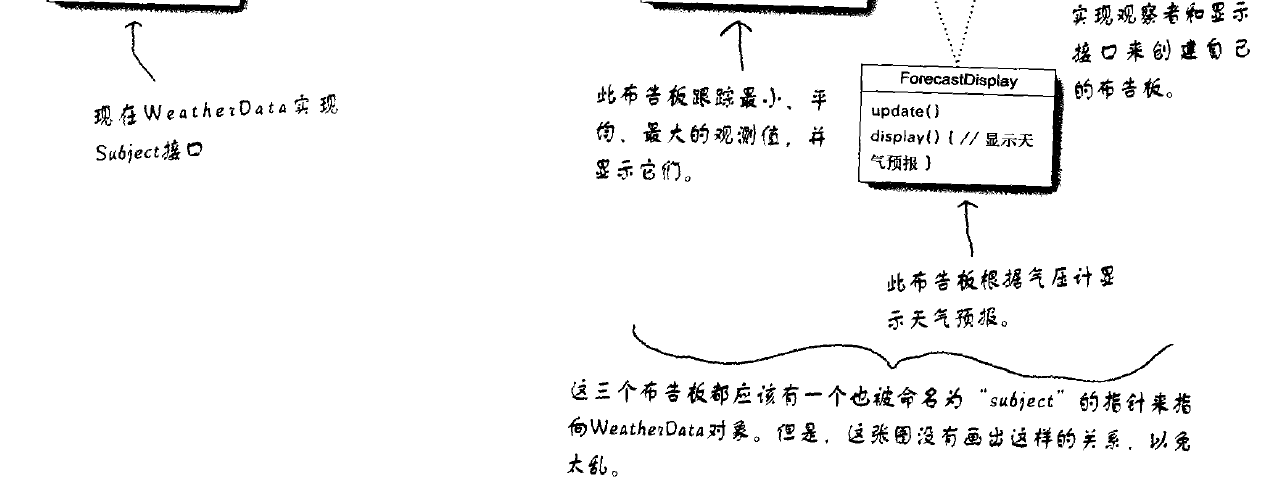 实现观察者和显示
接口来创建自己
的布告板。
现在WeatherData实现
Subject接口
此布告板跟踪最小、平
均、最大的观测值，并
显示它们。
ForecastDisplay
update()
display() { // 显示天
气预报 }
此布告板根据气压计显
示天气预报。
这三个布告板都应该有一个也被命名为“subject”的指针来指
向WeatherData对象。但是，这张图没有画出这样的关系，以免
太乱。